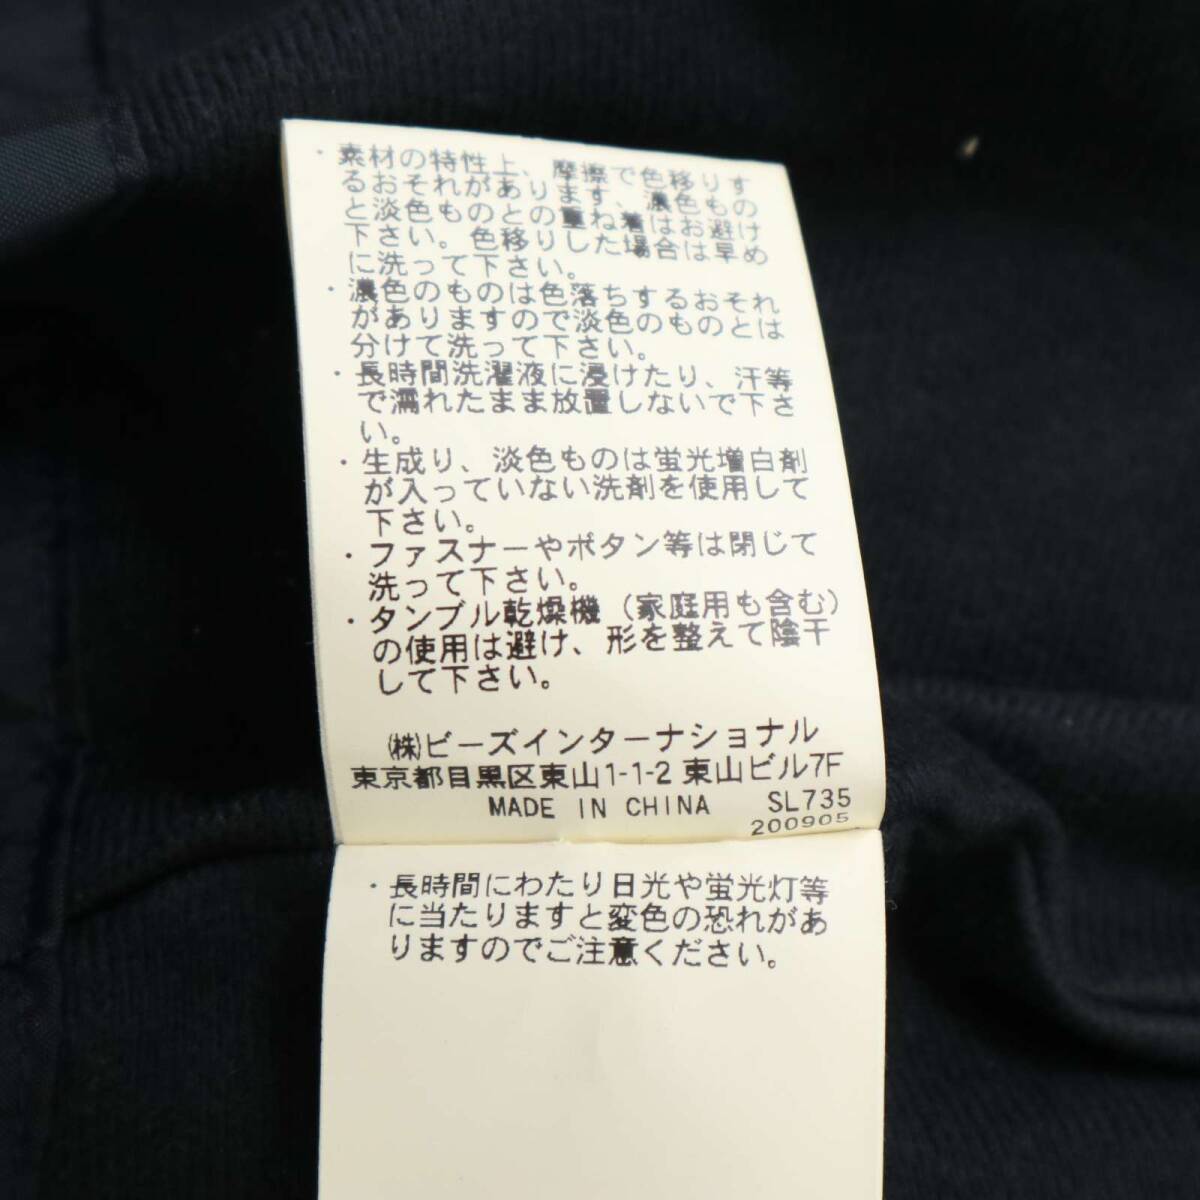 ・素材の特性上、摩擦で色移りす
るおそれがあります、濃色もの
と淡色ものとの重ね着はお避け
下さい。色移りした場合は早め
に洗って下さい。
・濃色のものは色落ちするおそれ
がありますので淡色のものとは
分けて洗って下さい。
・長時間洗濯液に浸けたり、汗等
で濡れたまま放置しないで下さ
い。
・生成り、淡色ものは蛍光増白剤
が入っていない洗剤を使用して
下さい。
・ファスナーやボタン等は閉じて
洗って下さい。
・タンブル乾燥機（家庭用も含む）
の使用は避け、形を整えて陰干
して下さい。
㈱ビーズインターナショナル
東京都目黒区東山1-1-2 東山ビル7F
MADE IN CHINA SL735
200905
・長時間にわたり日光や蛍光灯等
に当たりますと変色の恐れがあ
りますのでご注意ください。